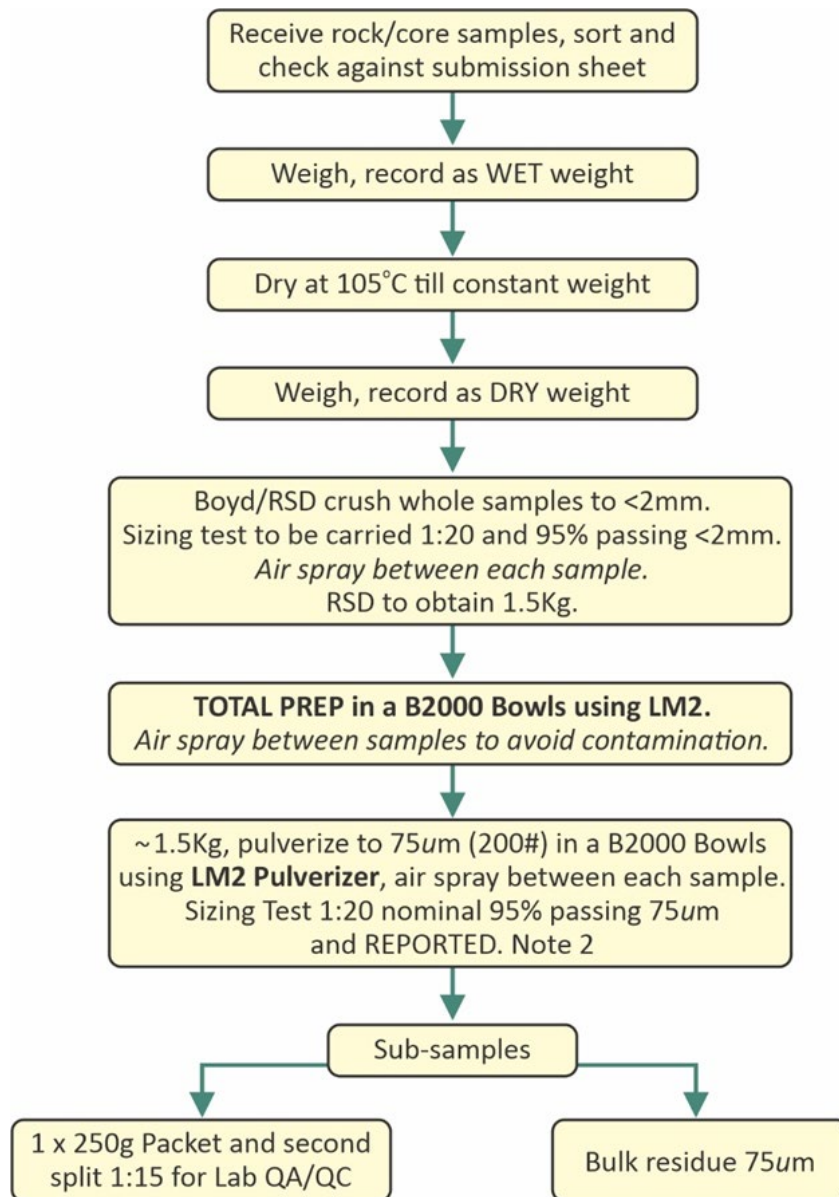 Receive rock/core samples, sort and
check against submission sheet
Weigh, record as WET weight
Dry at 105°C till constant weight
Weigh, record as DRY weight
Boyd/RSD crush whole samples to <2mm.
Sizing test to be carried 1:20 and 95% passing <2mm.
Air spray between each sample.
RSD to obtain 1.5Kg.
TOTAL PREP in a B2000 Bowls using LM2.
Air spray between samples to avoid contamination.
~1.5Kg, pulverize to 75um (200#) in a B2000 Bowls
using LM2 Pulverizer, air spray between each sample.
Sizing Test 1:20 nominal 95% passing 75um
and REPORTED. Note 2
Sub-samples
1 x 250g Packet and second
split 1:15 for Lab QA/QC
Bulk residue 75um